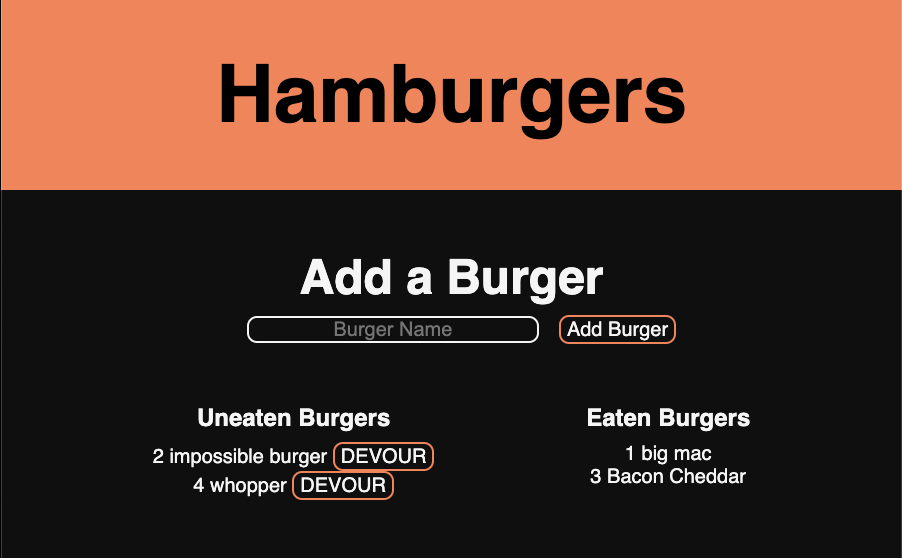 Hamburgers
Add a Burger
Burger Name
Add Burger
Uneaten Burgers
2 impossible burger DEVOUR
4 whopper DEVOUR
Eaten Burgers
1 big mac
3 Bacon Cheddar